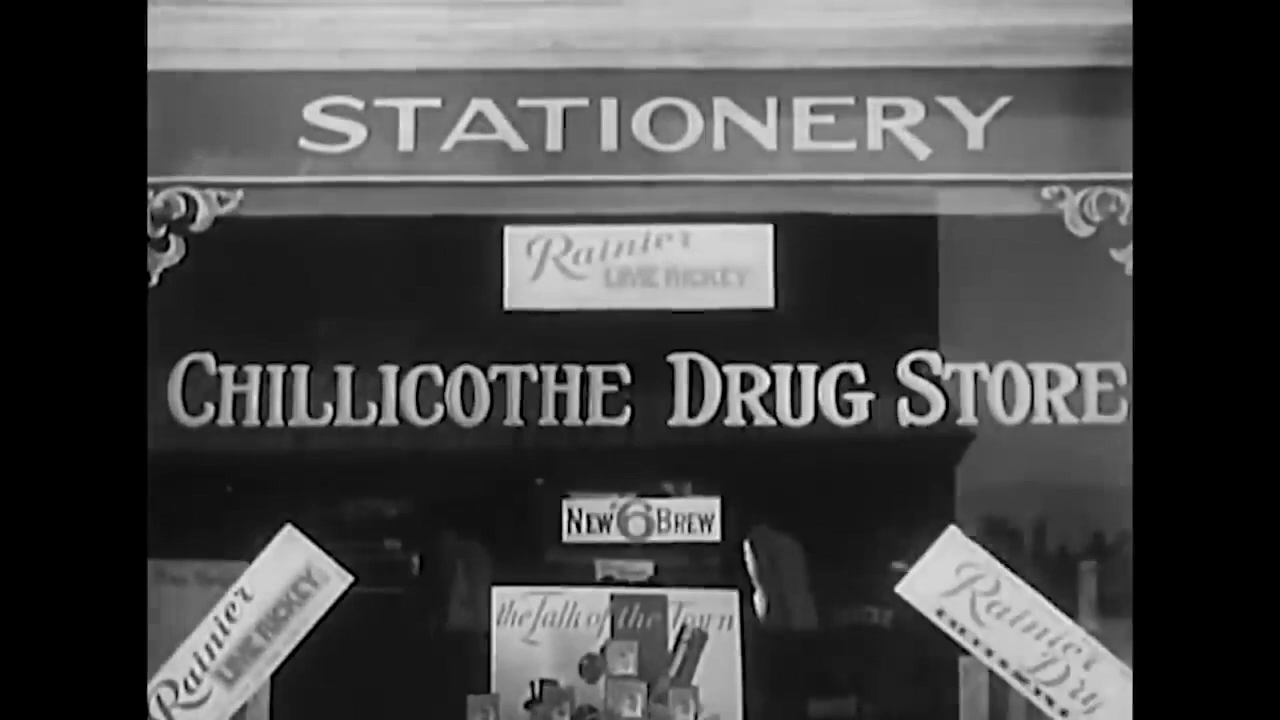 STATIONERY
Rainier
LIME RICKEY
CHILLICOTHE DRUG STORE
NEW 6 BREW
the Talk of the Town
Rainier
LIME RICKEY
Rainier
Dry